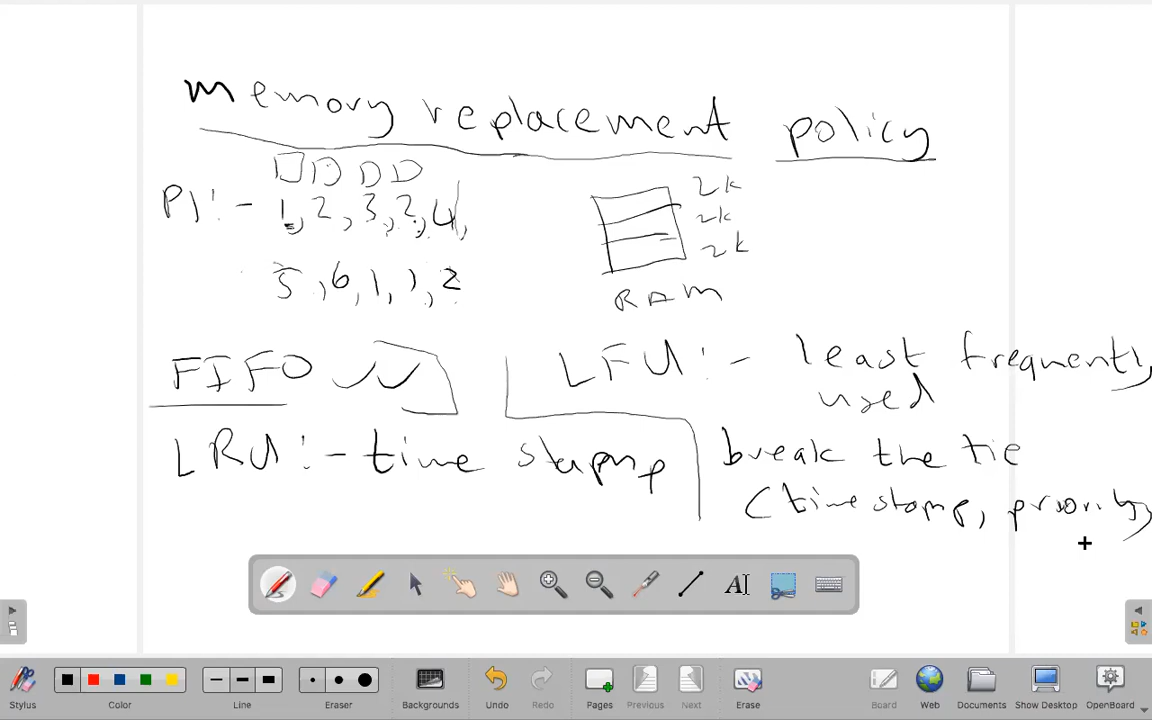 memory replacement policy
P1:- 1, 2, 3, 2, 4,
5, 6, 1, 1, 2
2k
2k
2k
RAM
FIFO
LRU:- time stamp
LFU:- least frequently
used
break the tie
(time stamp, priority
Stylus
Color
Line
Eraser
Backgrounds
Undo
Redo
Pages
Previous
Next
Erase
Board
Web
Documents
Show Desktop
OpenBoard